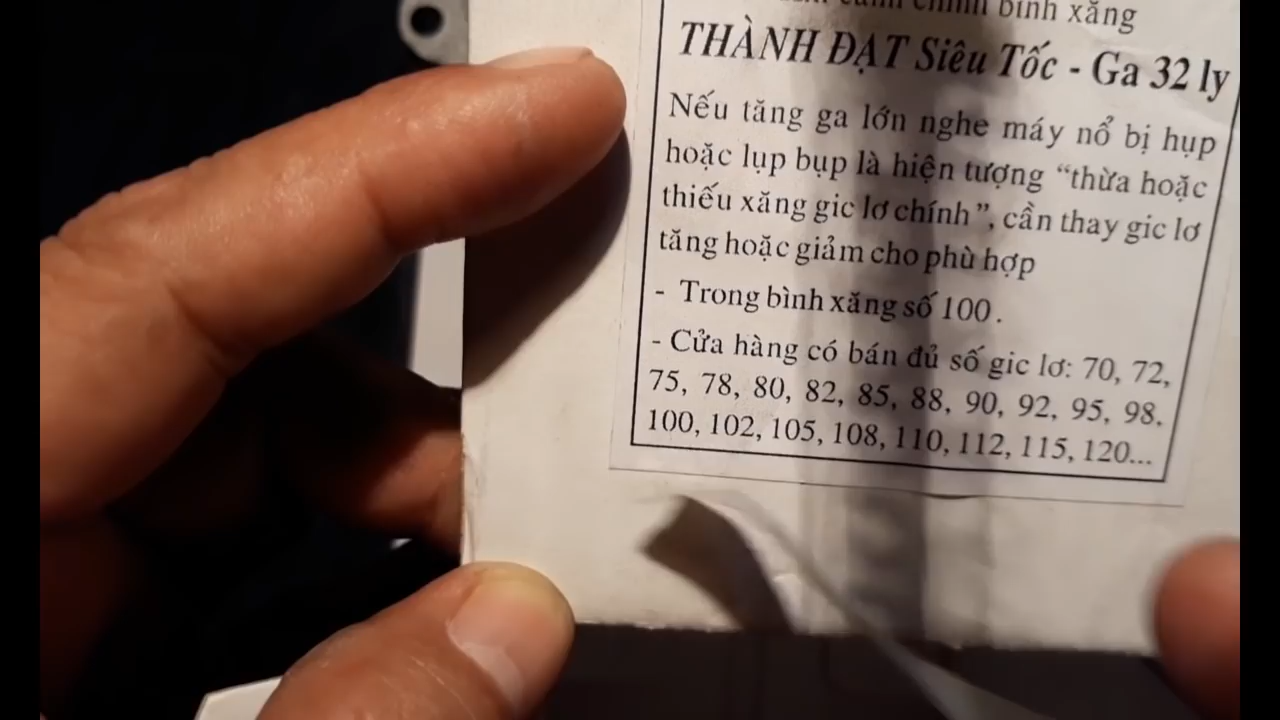 chỉnh bình xăng
THÀNH ĐẠT Siêu Tốc - Ga 32 ly
Nếu tăng ga lớn nghe máy nổ bị hụp
hoặc lụp bụp là hiện tượng “thừa hoặc
thiếu xăng gic lơ chính”, cần thay gic lơ
tăng hoặc giảm cho phù hợp
- Trong bình xăng số 100.
- Cửa hàng có bán đủ số gic lơ: 70, 72,
75, 78, 80, 82, 85, 88, 90, 92, 95, 98,
100, 102, 105, 108, 110, 112, 115, 120...